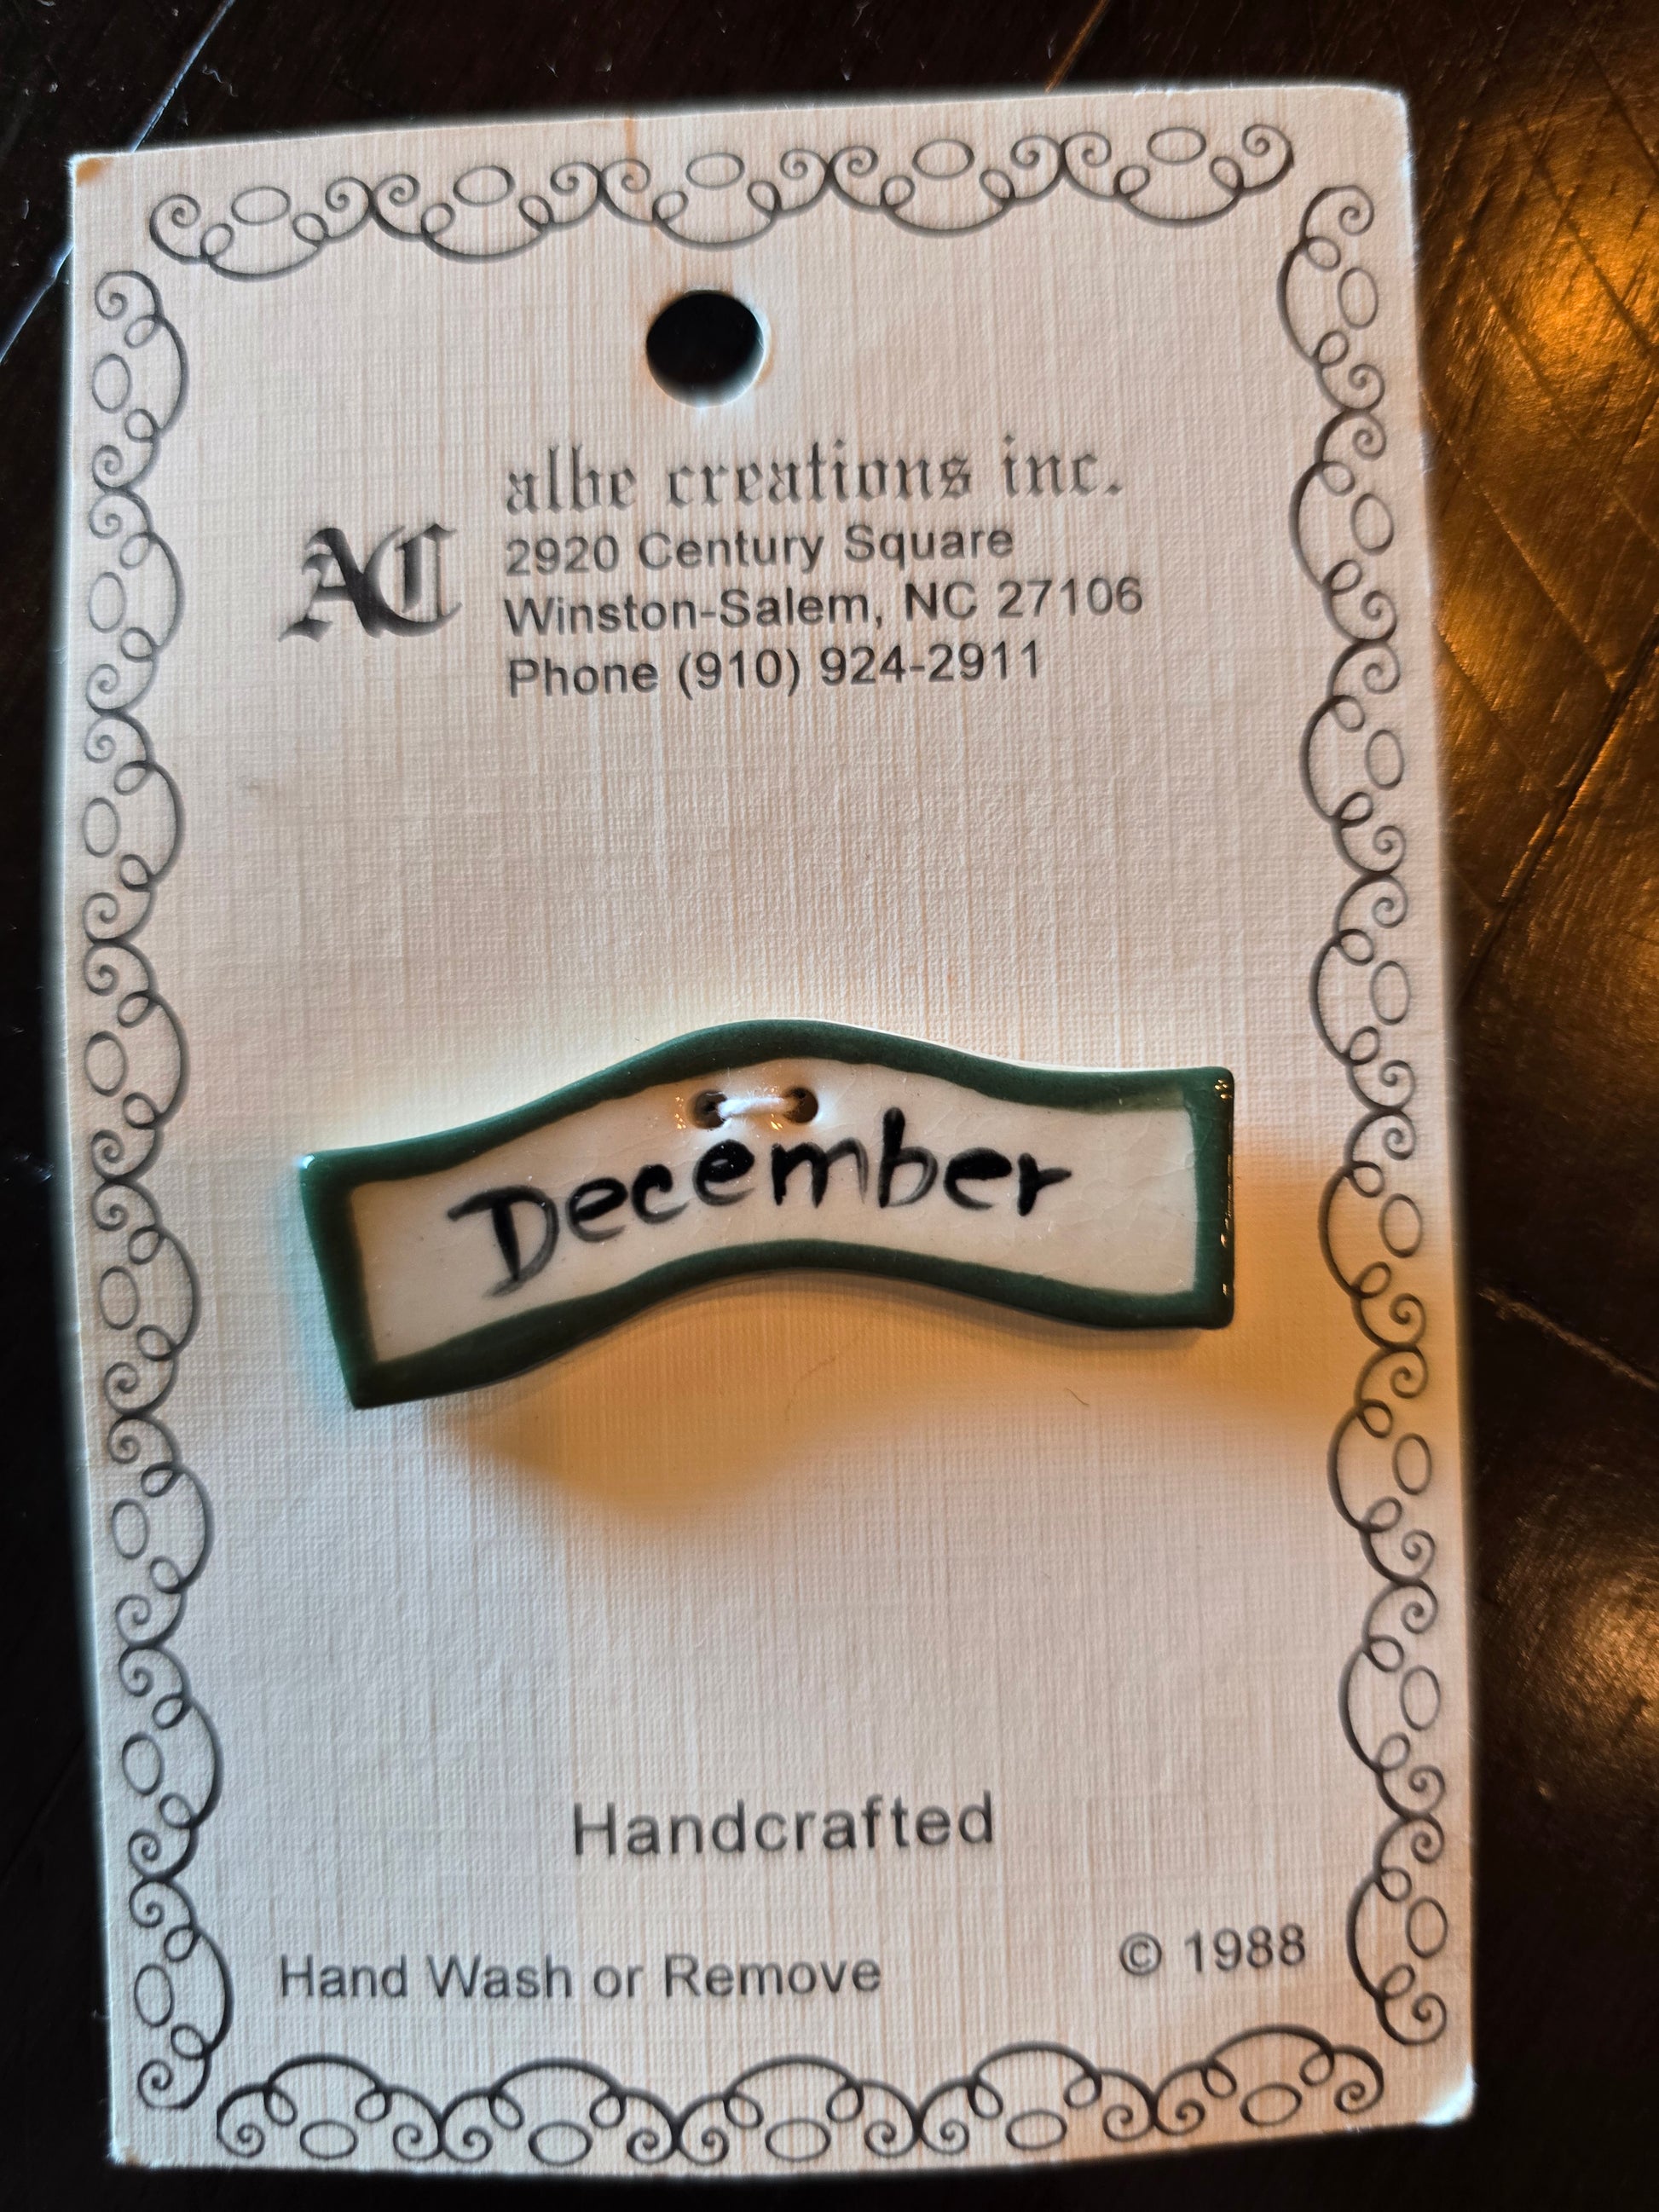 albe creations inc.
AC
2920 Century Square
Winston-Salem, NC 27106
Phone (910) 924-2911
December
Handcrafted
Hand Wash or Remove
© 1988